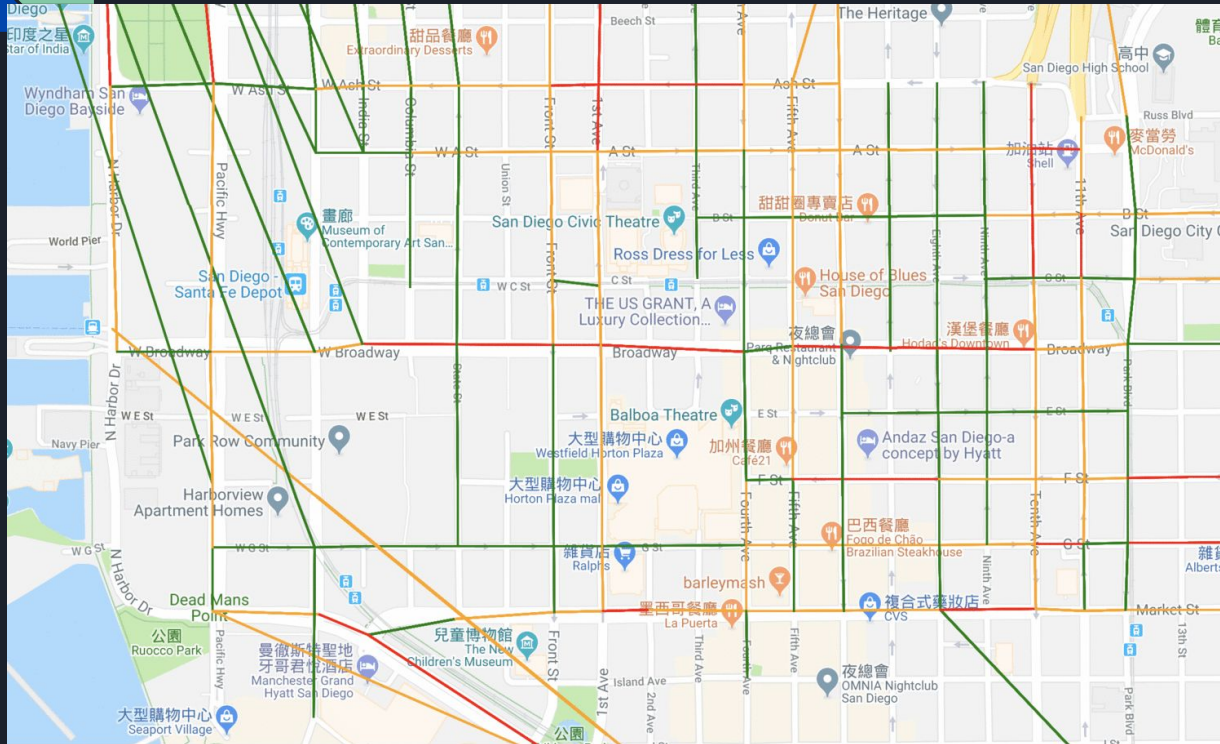 Diego
印度之星
Star of India
甜品餐廳
Extraordinary Desserts
Beech St
The Heritage
高中
San Diego High School
體育
Ba
Wyndham San
Diego Bayside
W Ash St
W Ash St
Ash St
Russ Blvd
India St
Columbia St
Front St
1st Ave
Fifth Ave
加油站
Shell
麥當勞
McDonald's
W A St
A St
A St
11th Ave
N Harbor Dr
Pacific Hwy
Union St
Third Ave
甜甜圈專賣店
Donut Bar
B St
B St
San Diego City C
畫廊
Museum of
Contemporary Art San...
San Diego Civic Theatre
World Pier
Ross Dress for Less
Eighth Ave
Ninth Ave
San Diego -
Santa Fe Depot
Front St
W C St
C St
C St
House of Blues
San Diego
THE US GRANT, A
Luxury Collection...
夜總會
Parq Restaurant
& Nightclub
漢堡餐廳
Hodad's Downtown
W Broadway
W Broadway
Broadway
Broadway
N Harbor Dr
State St
Park Blvd
W E St
W E St
W E St
Balboa Theatre
E St
E St
Navy Pier
Park Row Community
大型購物中心
Westfield Horton Plaza
加州餐廳
Café21
Andaz San Diego-a
concept by Hyatt
Harborview
Apartment Homes
大型購物中心
Horton Plaza mall
F St
F St
Fourth Ave
Fifth Ave
Tenth Ave
巴西餐廳
Fogo de Chão
Brazilian Steakhouse
W G St
W G St
G St
G St
雜貨店
Ralphs
雜貨
Alberts
N Harbor Dr
barleymash
Ninth Ave
Dead Mans
Point
墨西哥餐廳
La Puerta
複合式藥妝店
CVS
Market St
公園
Ruocco Park
Pacific Hwy
兒童博物館
The New
Children's Museum
Front St
Third Ave
Fourth Ave
Fifth Ave
13th St
曼徹斯特聖地
牙哥君悅酒店
Manchester Grand
Hyatt San Diego
1st Ave
2nd Ave
Island Ave
夜總會
OMNIA Nightclub
San Diego
Park Blvd
大型購物中心
Seaport Village
公園